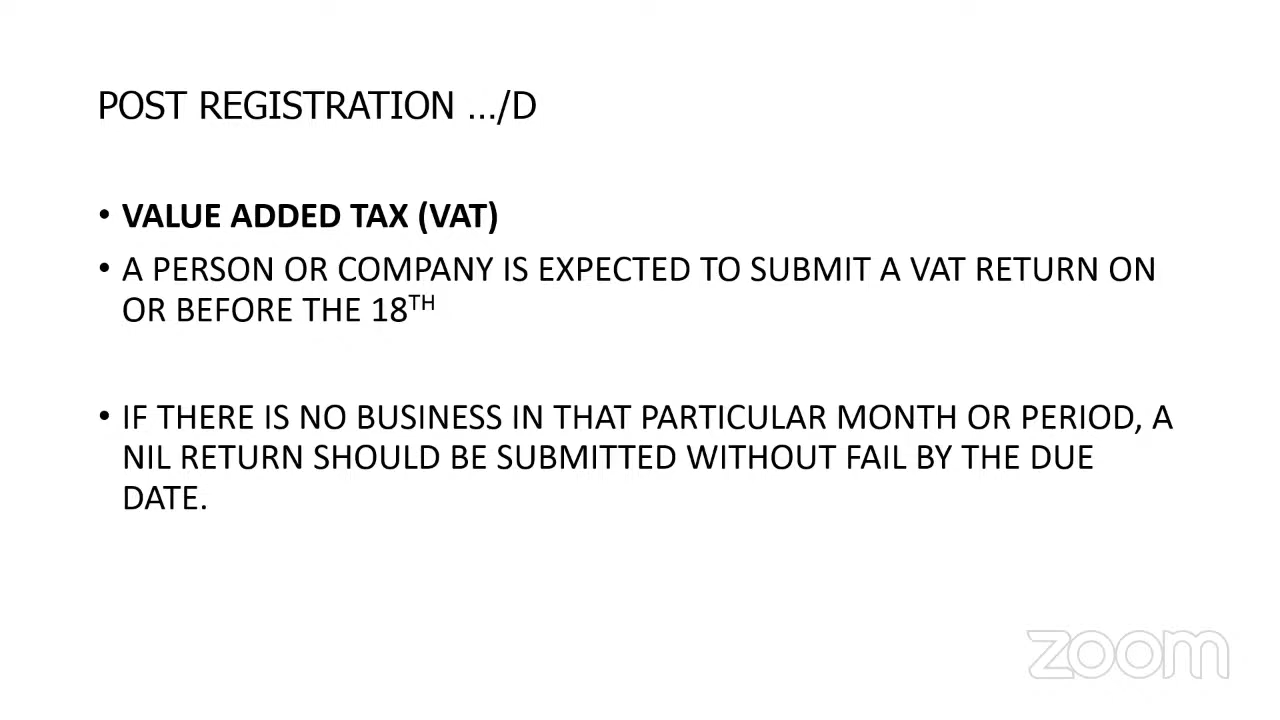 POST REGISTRATION .../D
• VALUE ADDED TAX (VAT)
• A PERSON OR COMPANY IS EXPECTED TO SUBMIT A VAT RETURN ON
OR BEFORE THE 18TH
• IF THERE IS NO BUSINESS IN THAT PARTICULAR MONTH OR PERIOD, A
NIL RETURN SHOULD BE SUBMITTED WITHOUT FAIL BY THE DUE
DATE.
zoom